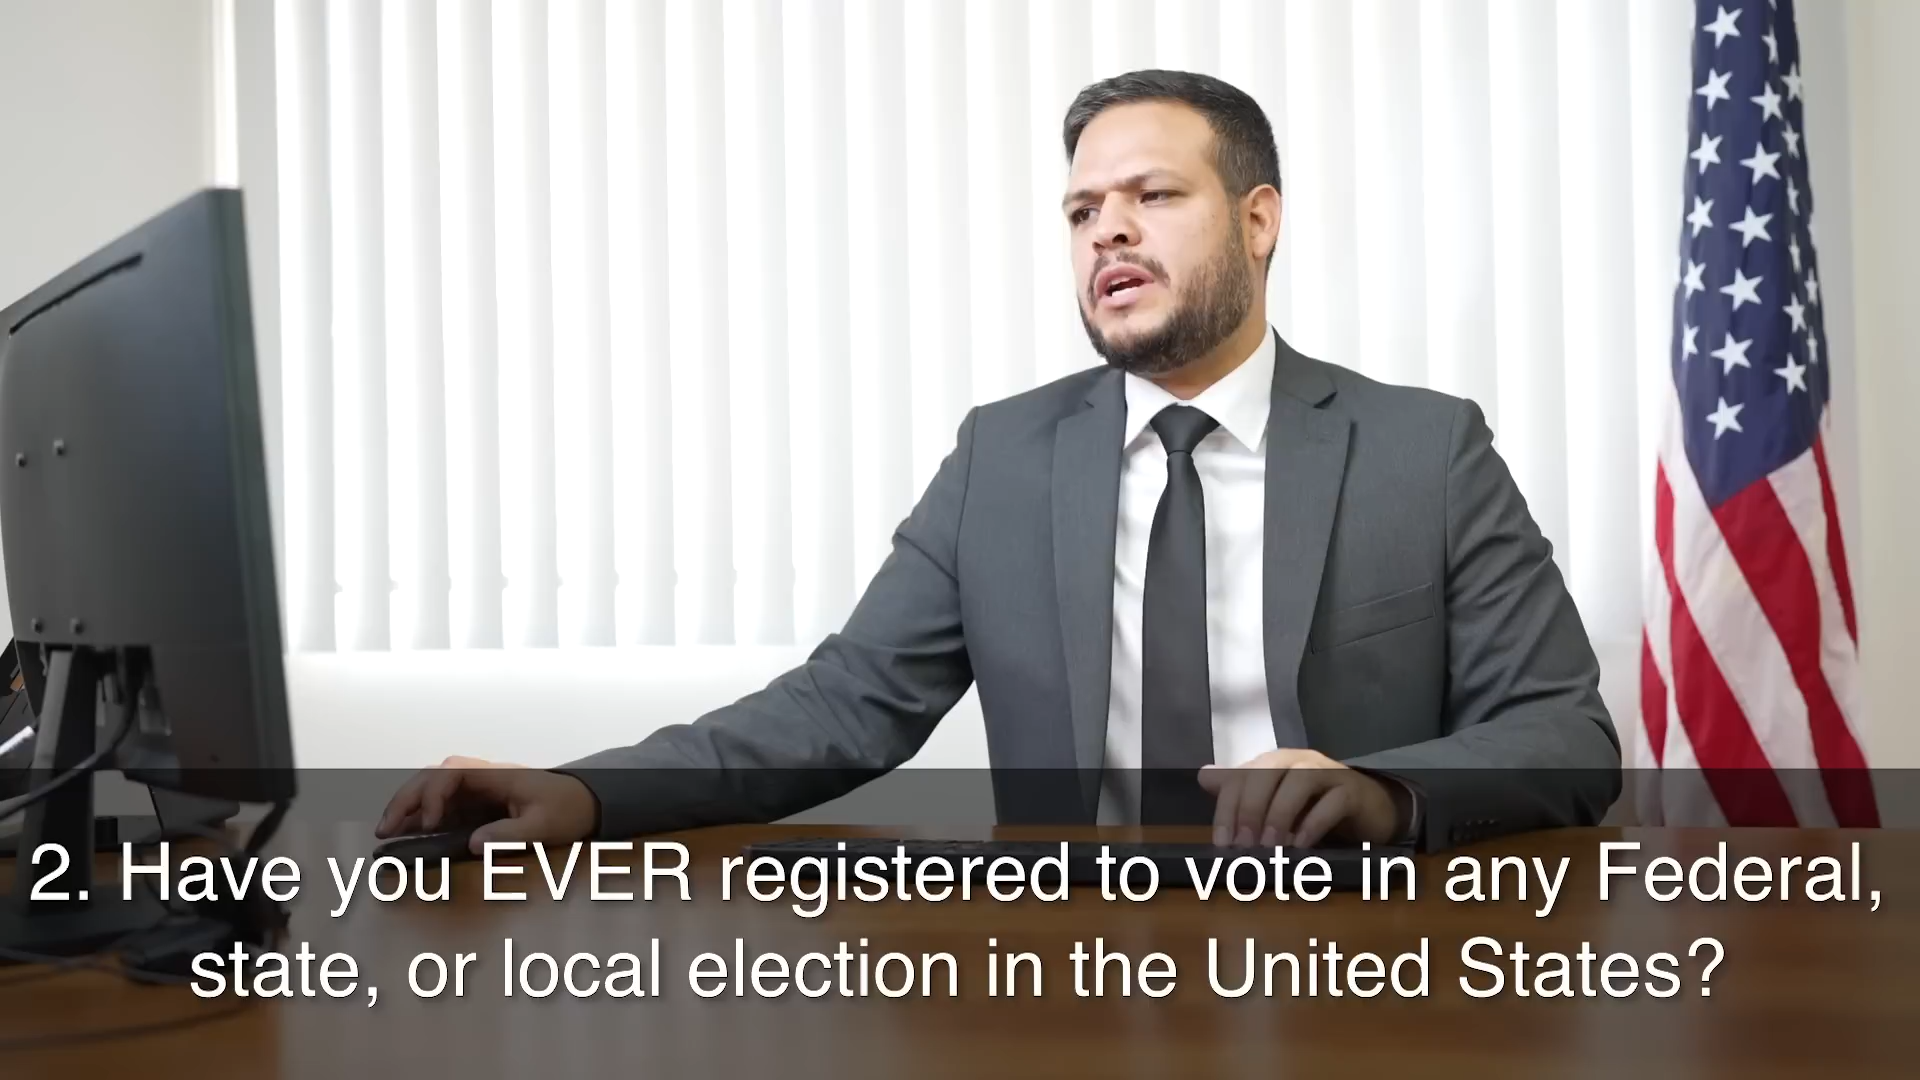 2. Have you EVER registered to vote in any Federal,
state, or local election in the United States?